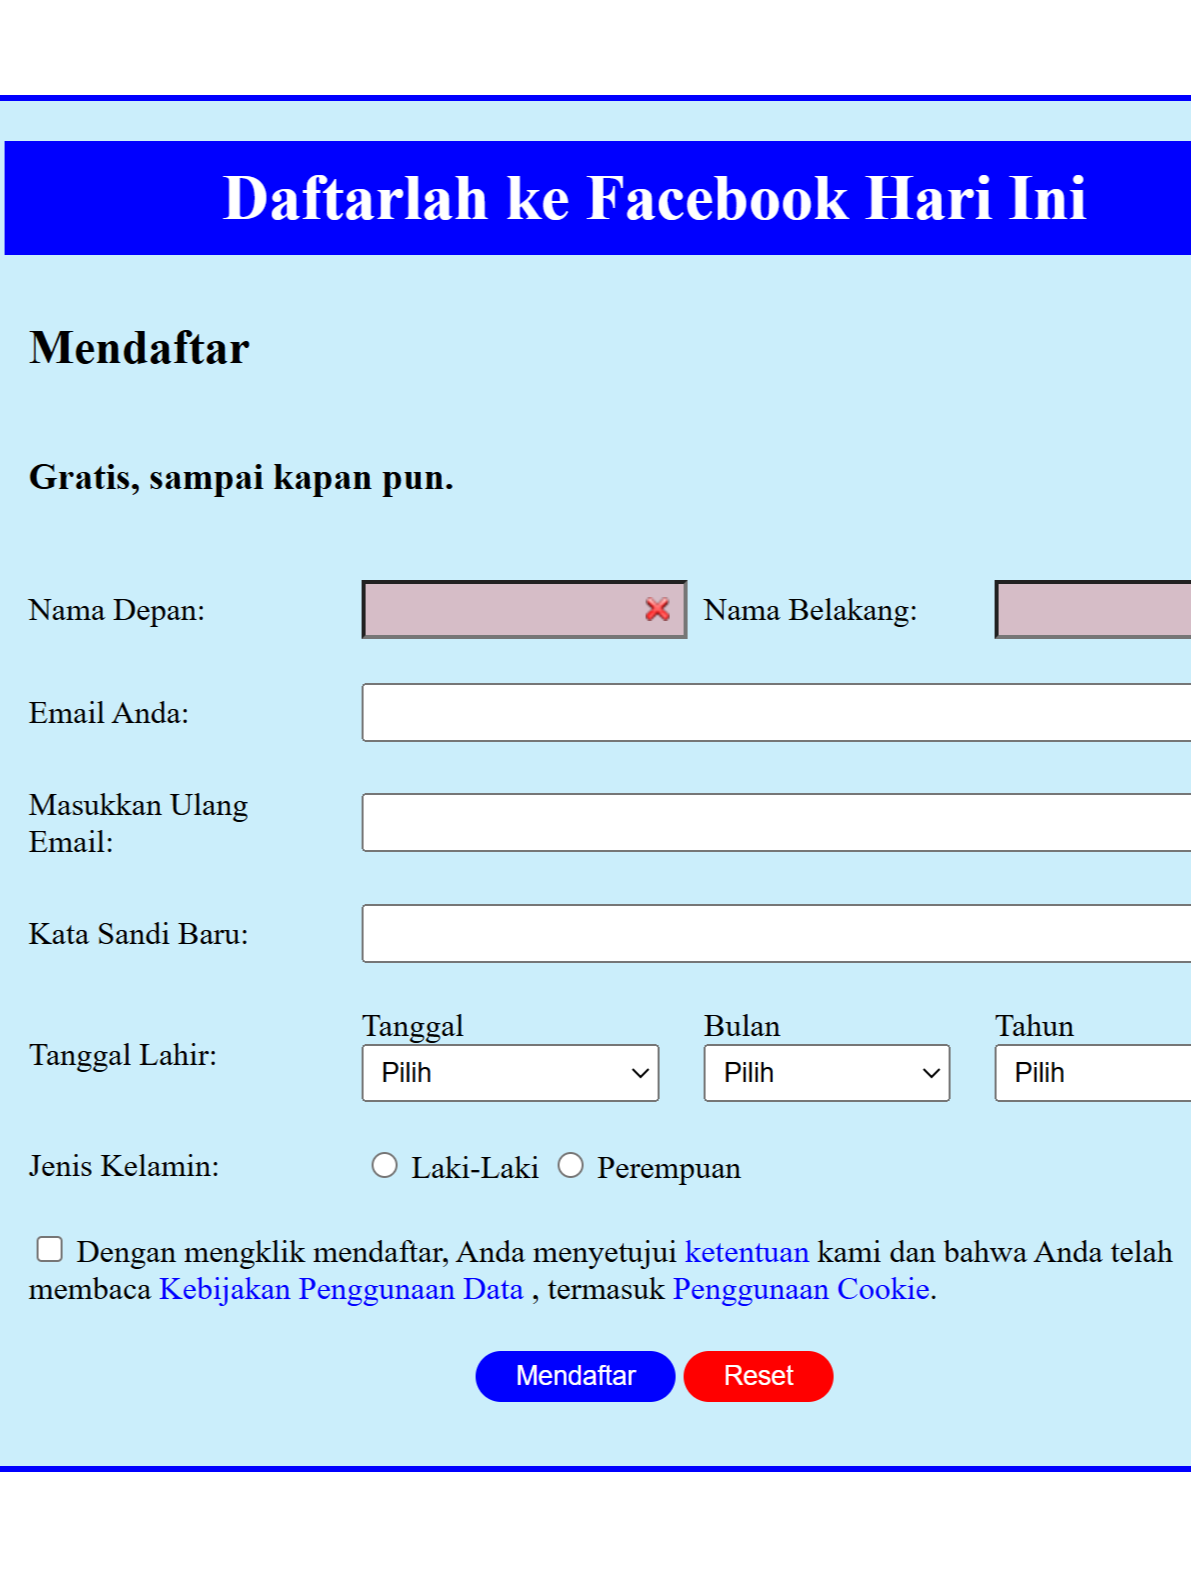 Daftarlah ke Facebook Hari Ini
Mendaftar
Gratis, sampai kapan pun.
Nama Depan: Nama Belakang:
Email Anda:
Masukkan Ulang
Email:
Kata Sandi Baru:
Tanggal Bulan Tahun
Tanggal Lahir:
Pilih Pilih Pilih
Jenis Kelamin: Laki-Laki Perempuan
Dengan mengklik mendaftar, Anda menyetujui ketentuan kami dan bahwa Anda telah
membaca Kebijakan Penggunaan Data , termasuk Penggunaan Cookie.
Mendaftar Reset